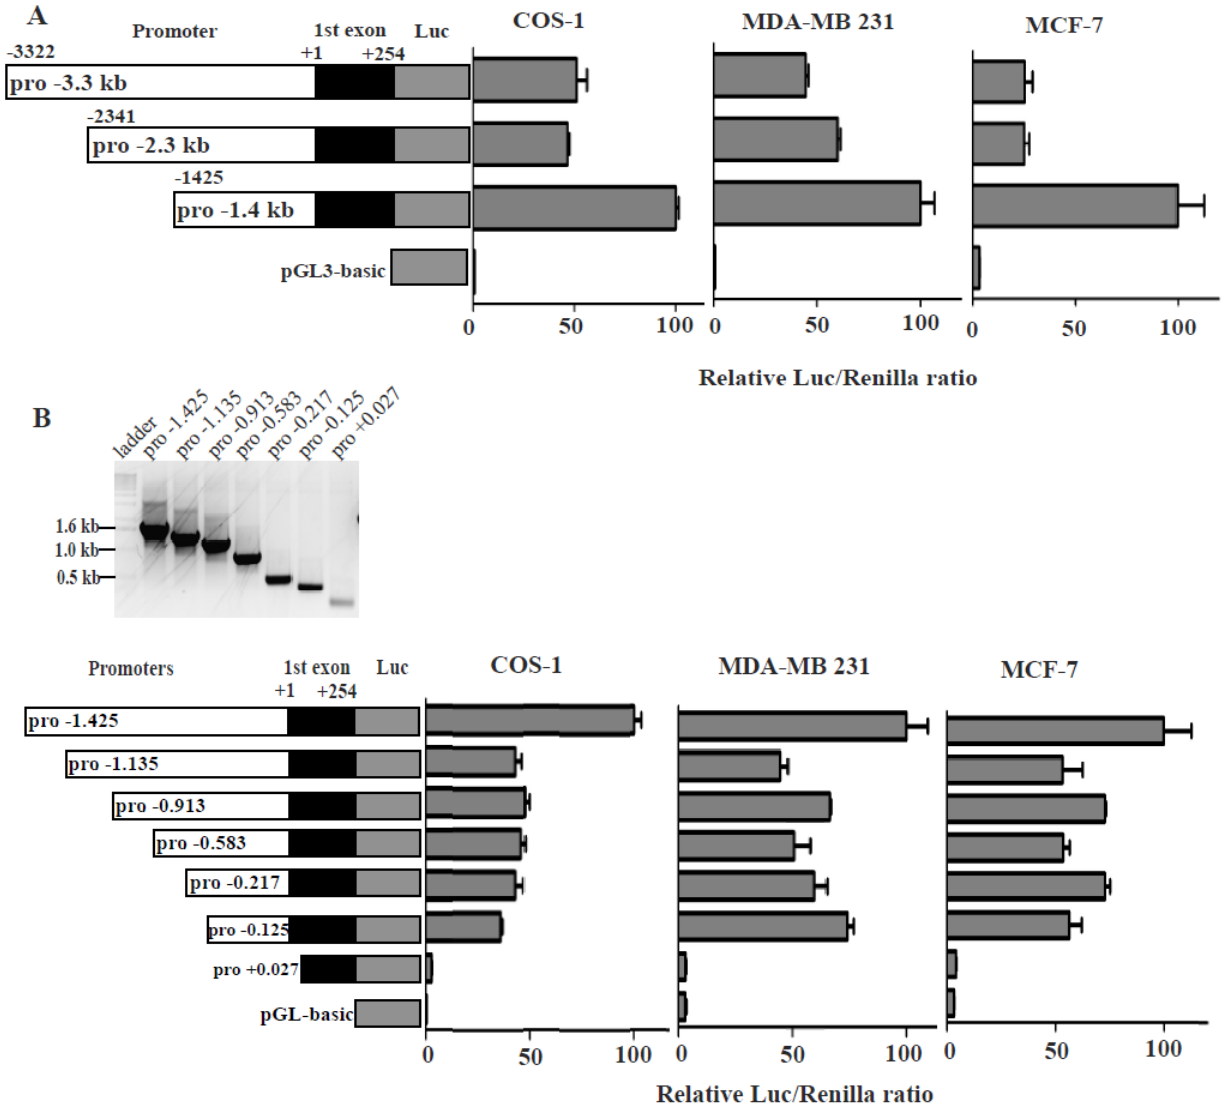 A
Promoter 1st exon Luc COS-1 MDA-MB 231 MCF-7
-3322 +1 +254
pro -3.3 kb
-2341
pro -2.3 kb
-1425
pro -1.4 kb
pGL3-basic
0 50 100 0 50 100 0 50 100
Relative Luc/Renilla ratio
B
ladder pro -1.425 pro -1.135 pro -0.913 pro -0.583 pro -0.217 pro -0.125 pro +0.027
1.6 kb
1.0 kb
0.5 kb
Promoters 1st exon Luc COS-1 MDA-MB 231 MCF-7
+1 +254
pro -1.425
pro -1.135
pro -0.913
pro -0.583
pro -0.217
pro -0.125
pro +0.027
pGL-basic
0 50 100 0 50 100 0 50 100
Relative Luc/Renilla ratio